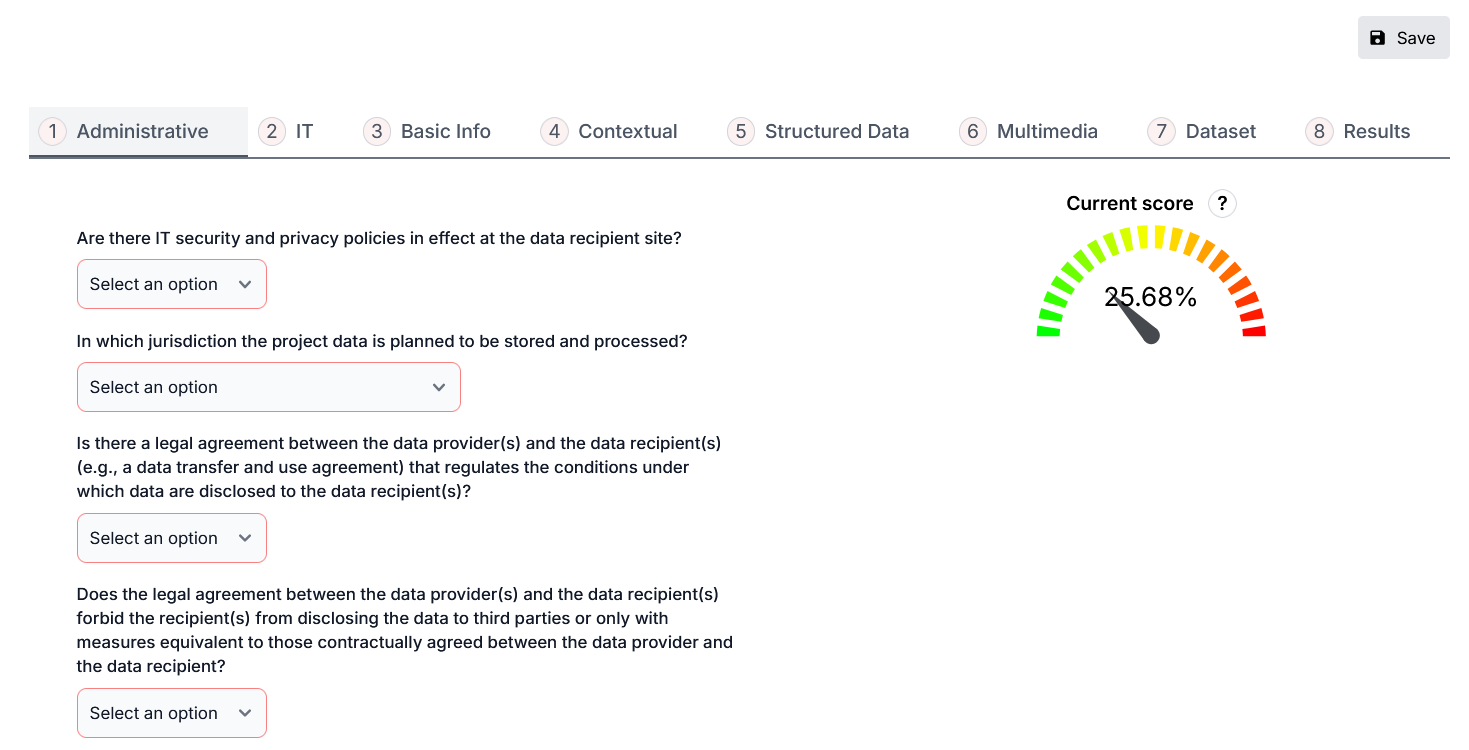 Save
1 Administrative 2 IT 3 Basic Info 4 Contextual 5 Structured Data 6 Multimedia 7 Dataset 8 Results
Current score ?
25.68%
Are there IT security and privacy policies in effect at the data recipient site?
Select an option
In which jurisdiction the project data is planned to be stored and processed?
Select an option
Is there a legal agreement between the data provider(s) and the data recipient(s)
(e.g., a data transfer and use agreement) that regulates the conditions under
which data are disclosed to the data recipient(s)?
Select an option
Does the legal agreement between the data provider(s) and the data recipient(s)
forbid the recipient(s) from disclosing the data to third parties or only with
measures equivalent to those contractually agreed between the data provider and
the data recipient?
Select an option